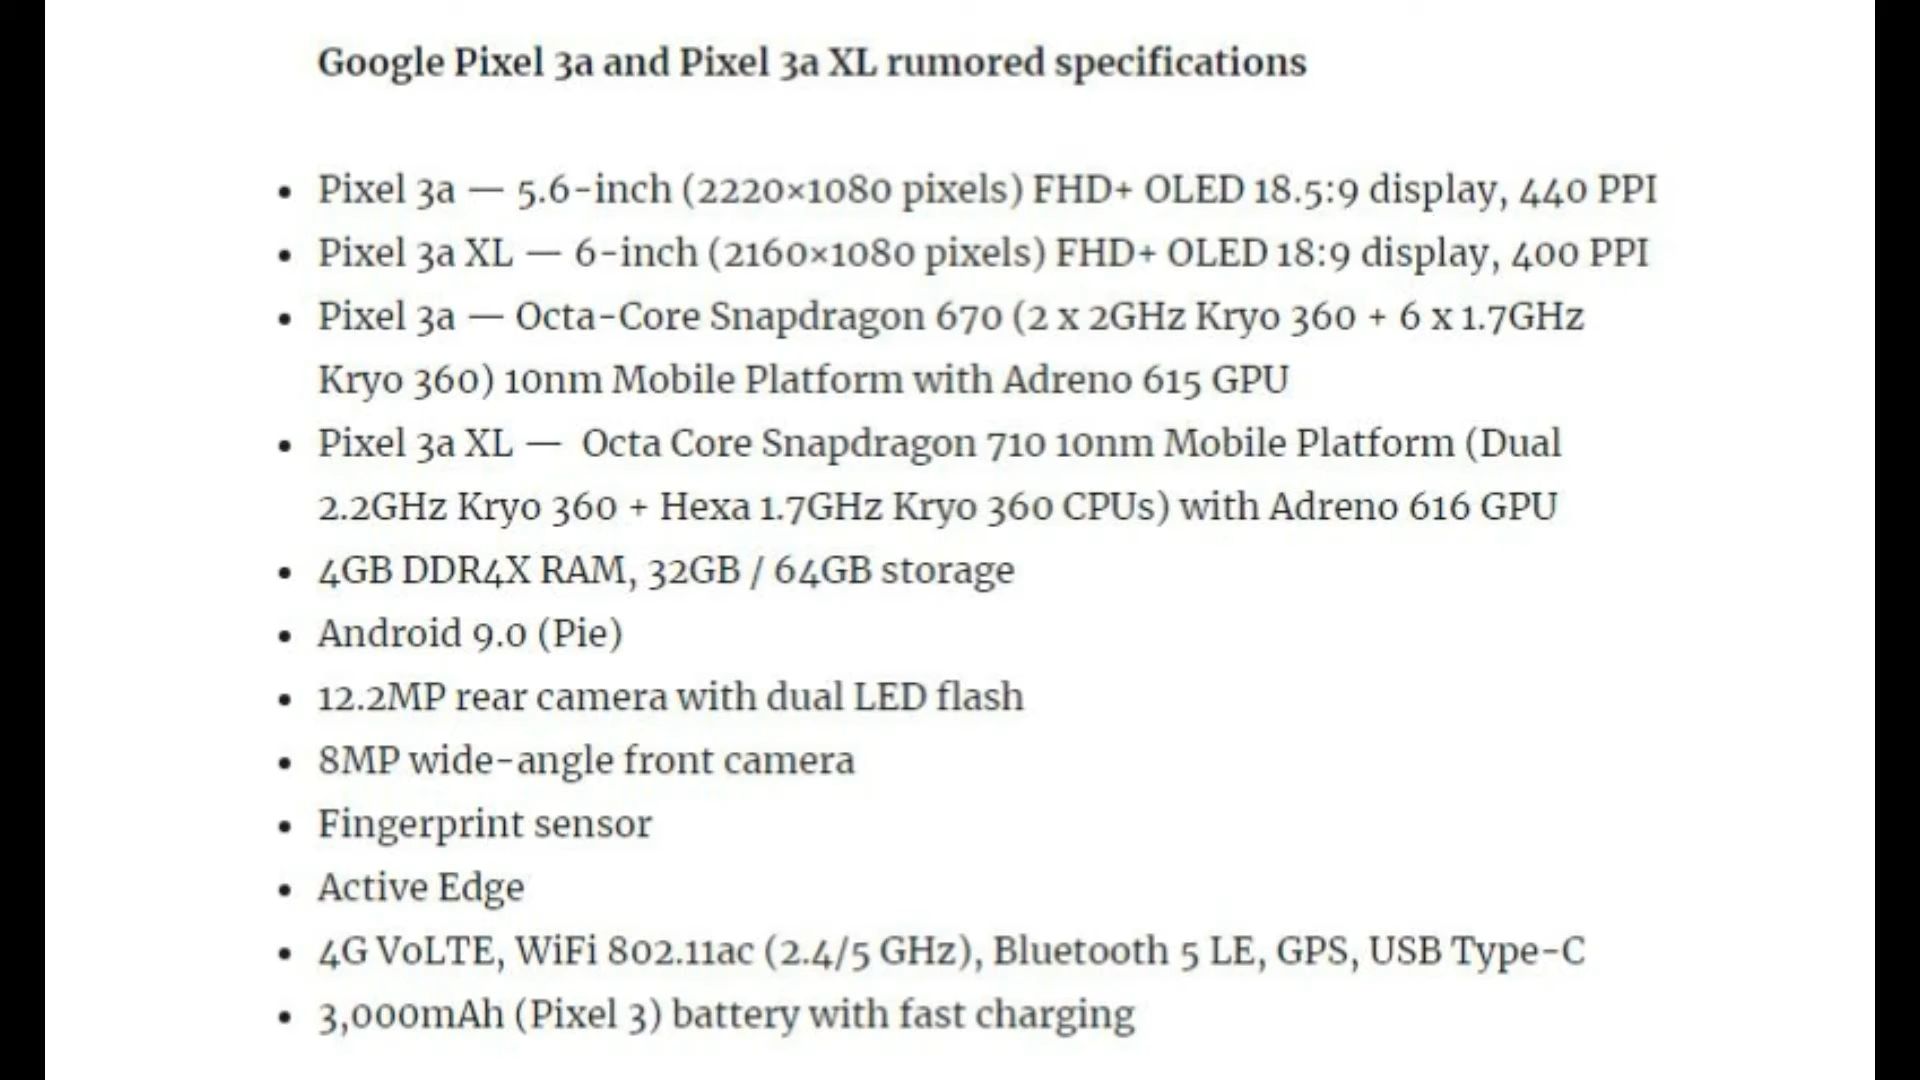 Google Pixel 3a and Pixel 3a XL rumored specifications
• Pixel 3a — 5.6-inch (2220×1080 pixels) FHD+ OLED 18.5:9 display, 440 PPI
• Pixel 3a XL — 6-inch (2160×1080 pixels) FHD+ OLED 18:9 display, 400 PPI
• Pixel 3a — Octa-Core Snapdragon 670 (2 x 2GHz Kryo 360 + 6 x 1.7GHz
Kryo 360) 10nm Mobile Platform with Adreno 615 GPU
• Pixel 3a XL —  Octa Core Snapdragon 710 10nm Mobile Platform (Dual
2.2GHz Kryo 360 + Hexa 1.7GHz Kryo 360 CPUs) with Adreno 616 GPU
• 4GB DDR4X RAM, 32GB / 64GB storage
• Android 9.0 (Pie)
• 12.2MP rear camera with dual LED flash
• 8MP wide-angle front camera
• Fingerprint sensor
• Active Edge
• 4G VoLTE, WiFi 802.11ac (2.4/5 GHz), Bluetooth 5 LE, GPS, USB Type-C
• 3,000mAh (Pixel 3) battery with fast charging